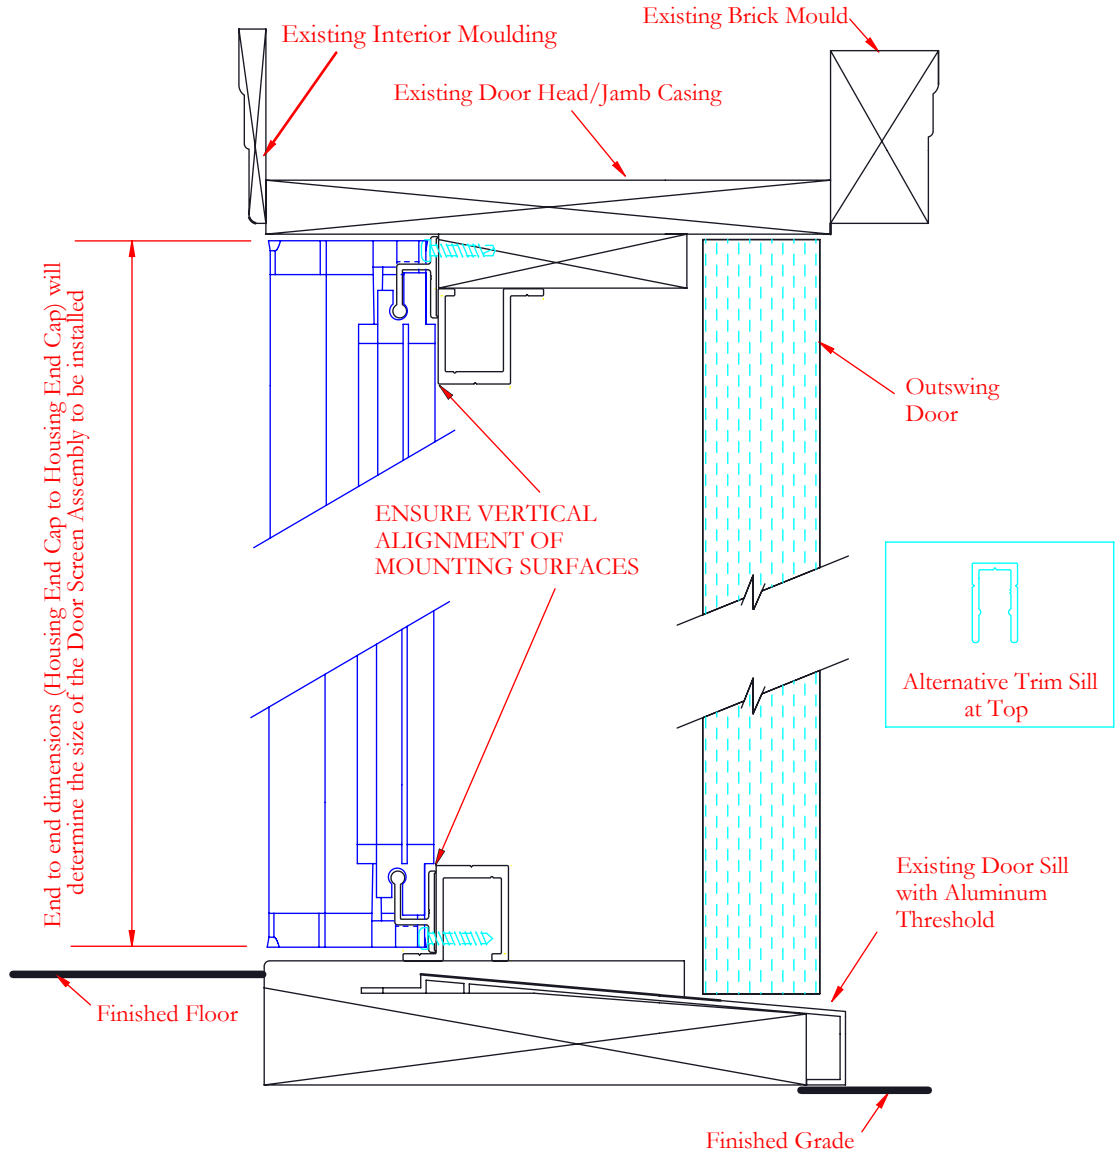 Existing Brick Mould
Existing Interior Moulding
Existing Door Head/Jamb Casing
End to end dimensions (Housing End Cap to Housing End Cap) will
determine the size of the Door Screen Assembly to be installed
Outswing
Door
ENSURE VERTICAL
ALIGNMENT OF
MOUNTING SURFACES
Alternative Trim Sill
at Top
Existing Door Sill
with Aluminum
Threshold
Finished Floor
Finished Grade